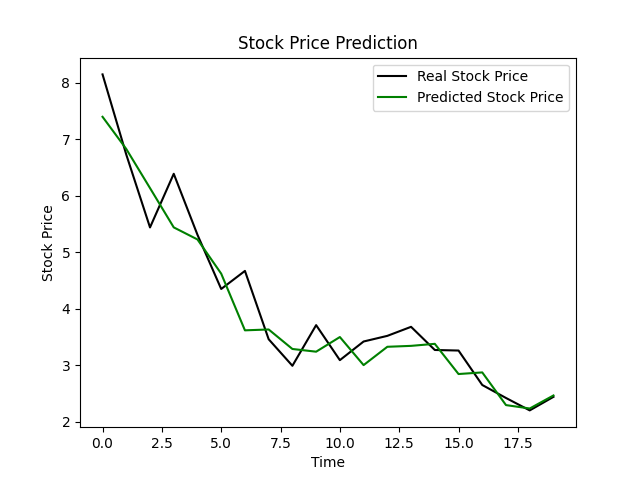 Stock Price Prediction
Real Stock Price
Predicted Stock Price
Stock Price
8
7
6
5
4
3
2
0.0 2.5 5.0 7.5 10.0 12.5 15.0 17.5
Time